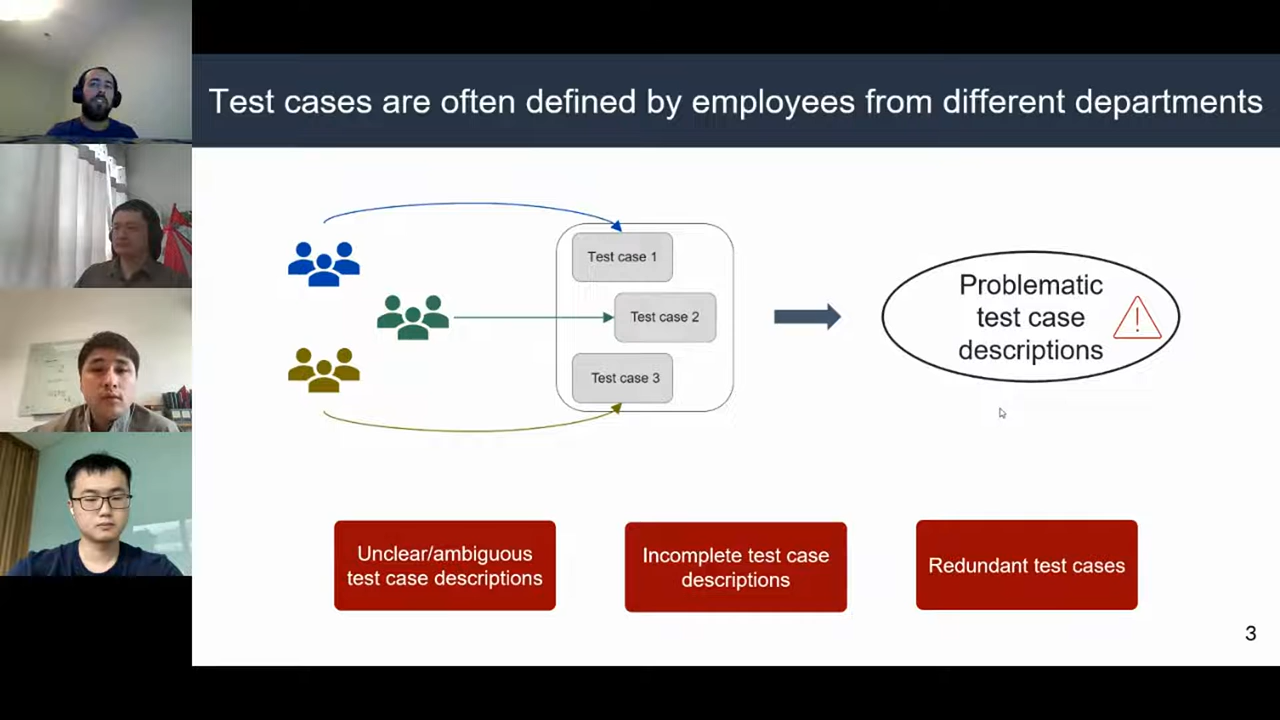 Test cases are often defined by employees from different departments
Test case 1
Test case 2
Test case 3
Problematic
test case
descriptions
Unclear/ambiguous
test case descriptions
Incomplete test case
descriptions
Redundant test cases
3